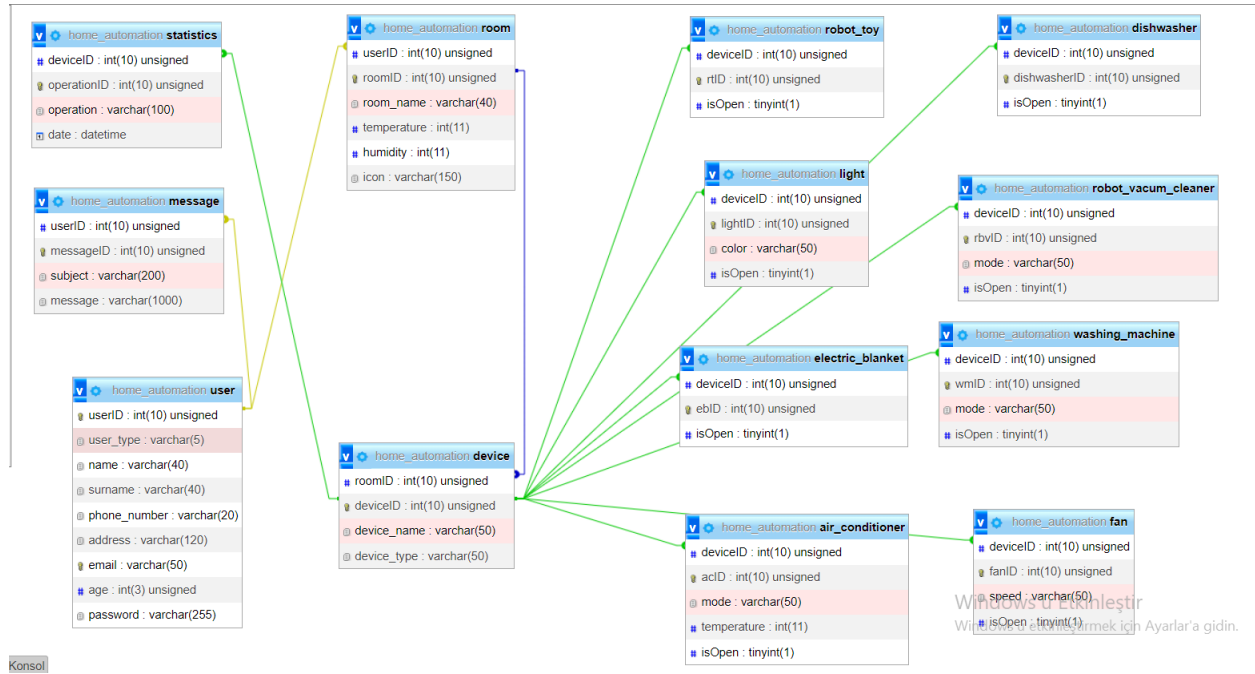 home_automation statistics
deviceID : int(10) unsigned
operationID : int(10) unsigned
operation : varchar(100)
date : datetime
home_automation room
userID : int(10) unsigned
roomID : int(10) unsigned
room_name : varchar(40)
temperature : int(11)
humidity : int(11)
icon : varchar(150)
home_automation robot_toy
deviceID : int(10) unsigned
rtID : int(10) unsigned
isOpen : tinyint(1)
home_automation dishwasher
deviceID : int(10) unsigned
dishwasherID : int(10) unsigned
isOpen : tinyint(1)
home_automation message
userID : int(10) unsigned
messageID : int(10) unsigned
subject : varchar(200)
message : varchar(1000)
home_automation light
deviceID : int(10) unsigned
lightID : int(10) unsigned
color : varchar(50)
isOpen : tinyint(1)
home_automation robot_vacum_cleaner
deviceID : int(10) unsigned
rbvID : int(10) unsigned
mode : varchar(50)
isOpen : tinyint(1)
home_automation user
userID : int(10) unsigned
user_type : varchar(5)
name : varchar(40)
surname : varchar(40)
phone_number : varchar(20)
address : varchar(120)
email : varchar(50)
age : int(3) unsigned
password : varchar(255)
home_automation device
roomID : int(10) unsigned
deviceID : int(10) unsigned
device_name : varchar(50)
device_type : varchar(50)
home_automation electric_blanket
deviceID : int(10) unsigned
ebID : int(10) unsigned
isOpen : tinyint(1)
home_automation washing_machine
deviceID : int(10) unsigned
wmID : int(10) unsigned
mode : varchar(50)
isOpen : tinyint(1)
home_automation air_conditioner
deviceID : int(10) unsigned
acID : int(10) unsigned
mode : varchar(50)
temperature : int(11)
isOpen : tinyint(1)
home_automation fan
deviceID : int(10) unsigned
fanID : int(10) unsigned
speed : varchar(50)
isOpen : tinyint(1)
Windows'u Etkinleştir
Windows'u etkinleştirmek için Ayarlar'a gidin.
Konsol